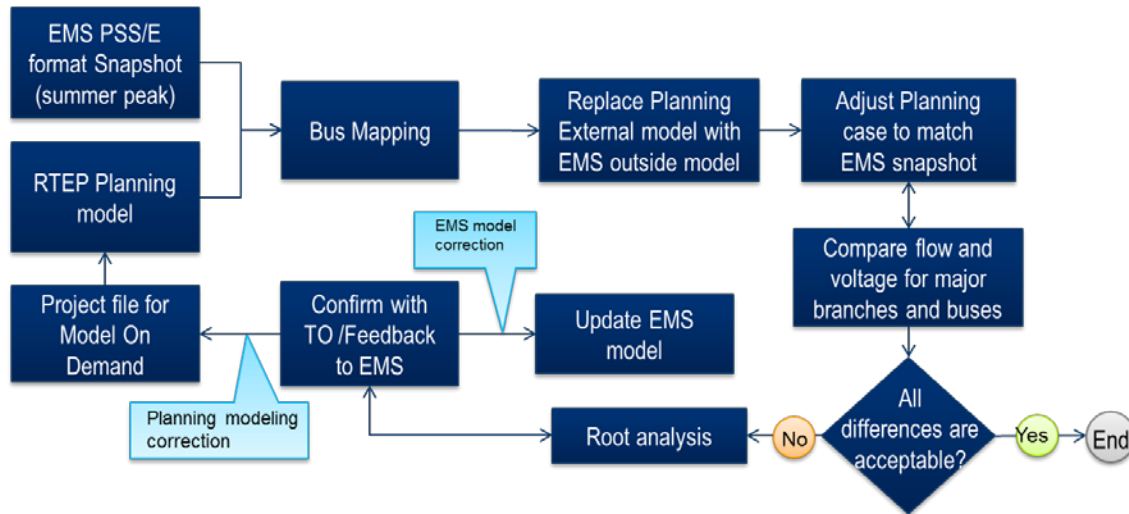 EMS PSS/E
format Snapshot
(summer peak)
Bus Mapping
Replace Planning
External model with
EMS outside model
Adjust Planning
case to match
EMS snapshot
RTEP Planning
model
EMS model
correction
Compare flow and
voltage for major
branches and buses
Project file for
Model On
Demand
Confirm with
TO /Feedback
to EMS
Update EMS
model
Planning modeling
correction
Root analysis
No
All
differences are
acceptable?
Yes
End